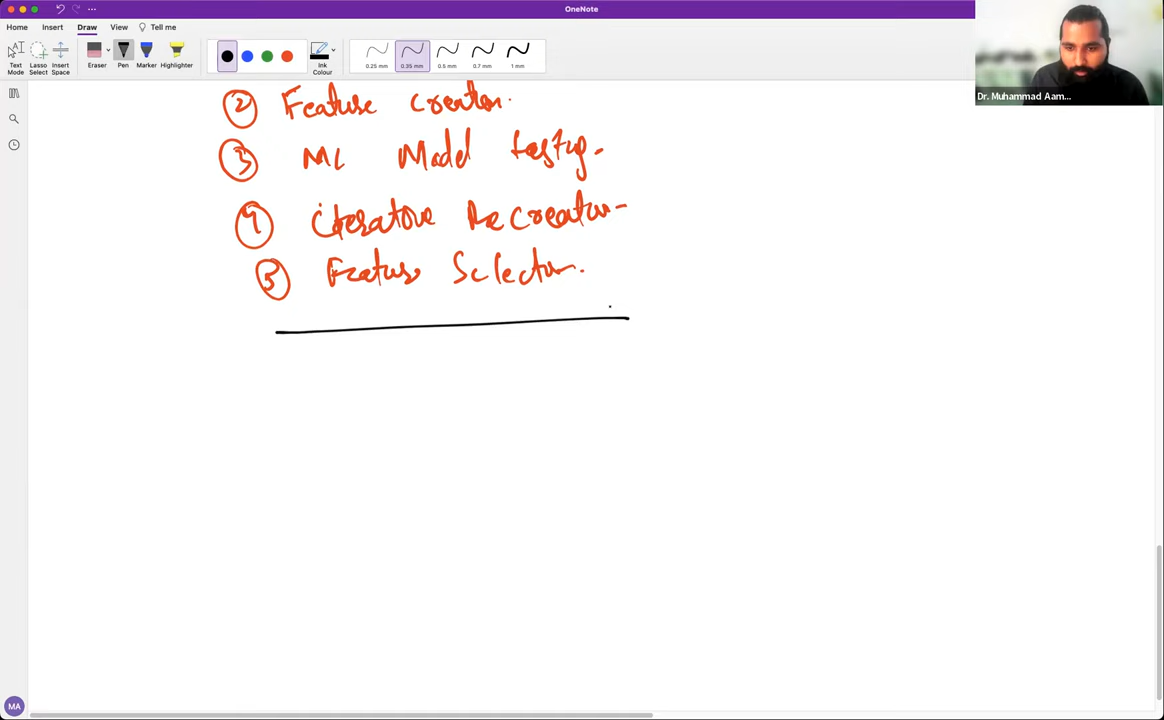 OneNote
Home Insert Draw View Tell me
Text Mode Lasso Select Insert Space Eraser Pen Marker Highlighter Ink Colour 0.25 mm 0.35 mm 0.5 mm 0.7 mm 1 mm
Dr. Muhammad Aam...
② Feature Creation.
③ ML Model testing.
④ iterative Recreation-
⑤ Feature Selection.
MA